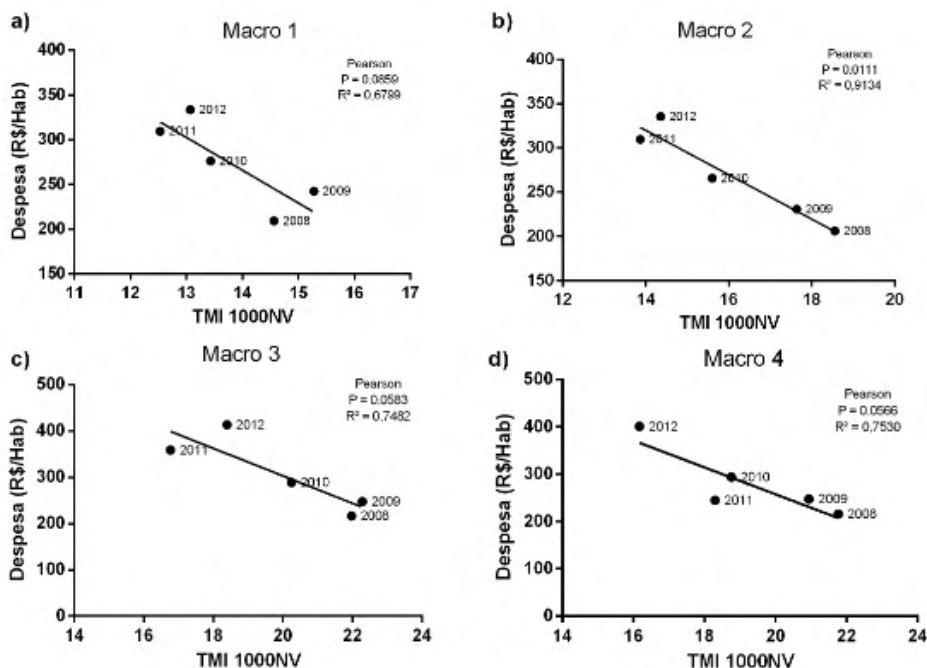 a)
Macro 1
Pearson
P = 0.0859
R² = 0,6799
Despesa (R$/Hab)
400
350
300
250
200
150
2012
2011
2010
2009
2008
11 12 13 14 15 16 17
TMI 1000NV
b)
Macro 2
Pearson
P = 0.0111
R² = 0,9134
Despesa (R$/Hab)
400
350
300
250
200
150
2012
2011
2010
2009
2008
12 14 16 18 20
TMI 1000NV
c)
Macro 3
Pearson
P = 0.0583
R² = 0,7482
Despesa (R$/Hab)
500
400
300
200
100
0
2012
2011
2010
2009
2008
14 16 18 20 22 24
TMI 1000NV
d)
Macro 4
Pearson
P = 0.0566
R² = 0,7530
Despesa (R$/Hab)
500
400
300
200
100
0
2012
2010
2011
2009
2008
14 16 18 20 22 24
TMI 1000NV